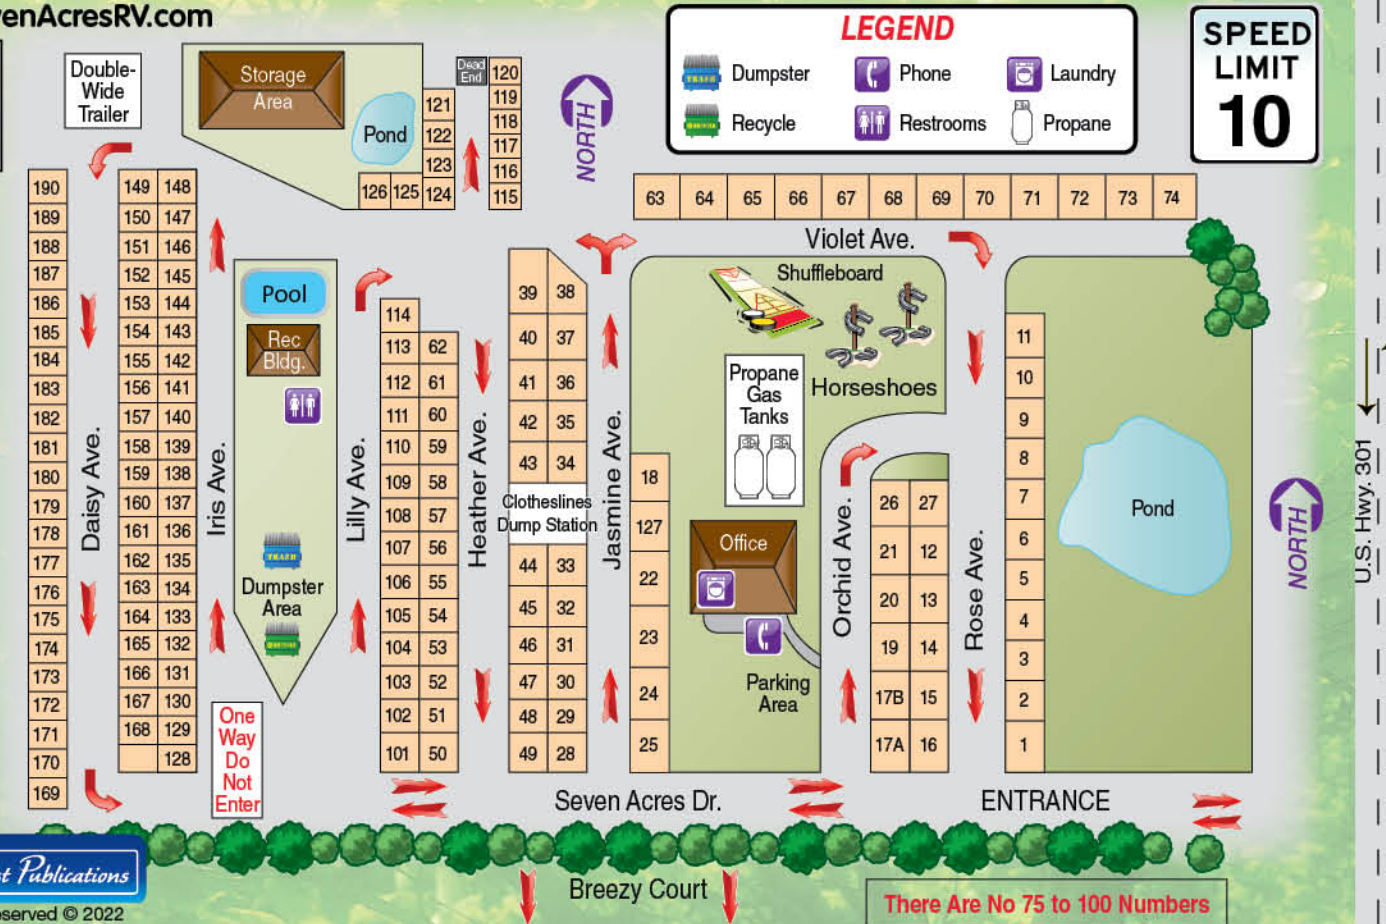 enAcresRV.com
Double-
Wide
Trailer
Storage
Area
Pond
Dead
End
120
119
118
117
116
115
121
122
123
124
126 125
NORTH
LEGEND
Dumpster
Phone
Laundry
Recycle
Restrooms
Propane
TRASH
SPEED
LIMIT
10
63 64 65 66 67 68 69 70 71 72 73 74
Violet Ave.
190
189
188
187
186
185
184
183
182
181
180
179
178
177
176
175
174
173
172
171
170
169
Daisy Ave.
149 148
150 147
151 146
152 145
153 144
154 143
155 142
156 141
157 140
158 139
159 138
160 137
161 136
162 135
163 134
164 133
165 132
166 131
167 130
168 129
128
Iris Ave.
Pool
Rec
Bldg.
TRASH
Dumpster
Area
One
Way
Do
Not
Enter
Lilly Ave.
114
113 62
112 61
111 60
110 59
109 58
108 57
107 56
106 55
105 54
104 53
103 52
102 51
101 50
Heather Ave.
39 38
40 37
41 36
42 35
43 34
Clotheslines
Dump Station
44 33
45 32
46 31
47 30
48 29
49 28
Jasmine Ave.
18
127
22
23
24
25
Shuffleboard
Horseshoes
Propane
Gas
Tanks
Office
Parking
Area
Orchid Ave.
26 27
21 12
20 13
19 14
17B 15
17A 16
Rose Ave.
11
10
9
8
7
6
5
4
3
2
1
Pond
NORTH
U.S. Hwy. 301
Seven Acres Dr.
ENTRANCE
Breezy Court
st Publications
eserved © 2022
There Are No 75 to 100 Numbers